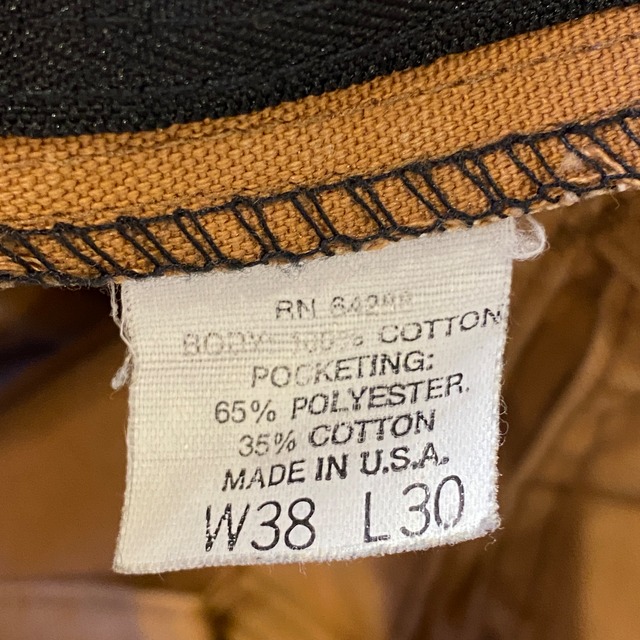 RN
BODY: 100% COTTON
POCKETING:
65% POLYESTER.
35% COTTON
MADE IN U.S.A.
W38 L30